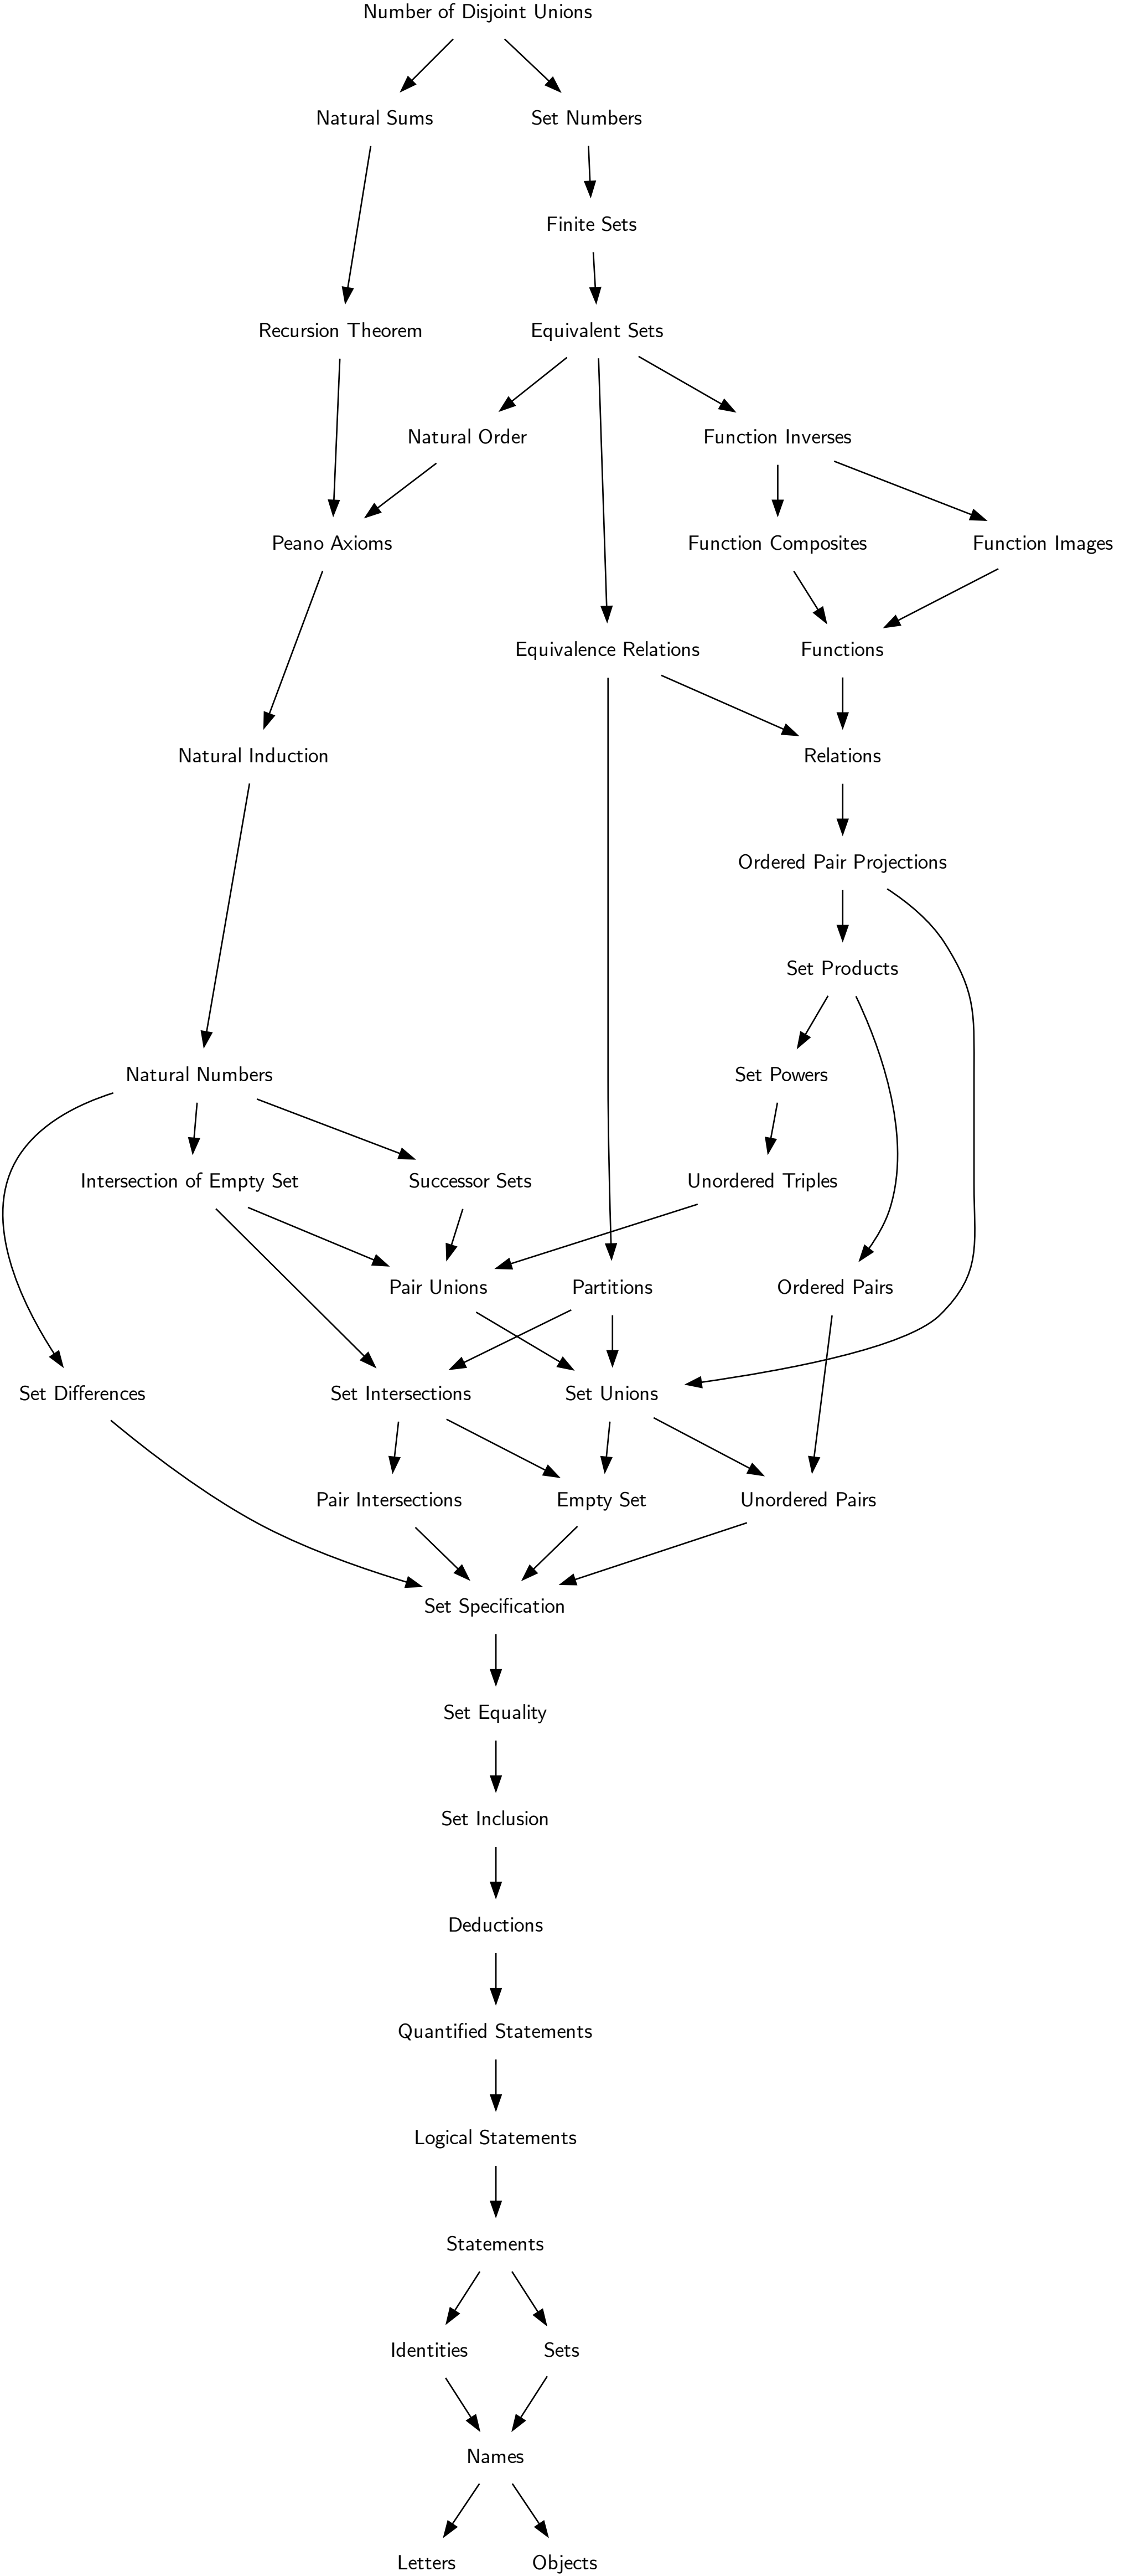 Number of Disjoint Unions
Natural Sums
Set Numbers
Finite Sets
Recursion Theorem
Equivalent Sets
Natural Order
Function Inverses
Peano Axioms
Function Composites
Function Images
Equivalence Relations
Functions
Natural Induction
Relations
Ordered Pair Projections
Set Products
Natural Numbers
Set Powers
Intersection of Empty Set
Successor Sets
Unordered Triples
Pair Unions
Partitions
Ordered Pairs
Set Differences
Set Intersections
Set Unions
Pair Intersections
Empty Set
Unordered Pairs
Set Specification
Set Equality
Set Inclusion
Deductions
Quantified Statements
Logical Statements
Statements
Identities
Sets
Names
Letters
Objects